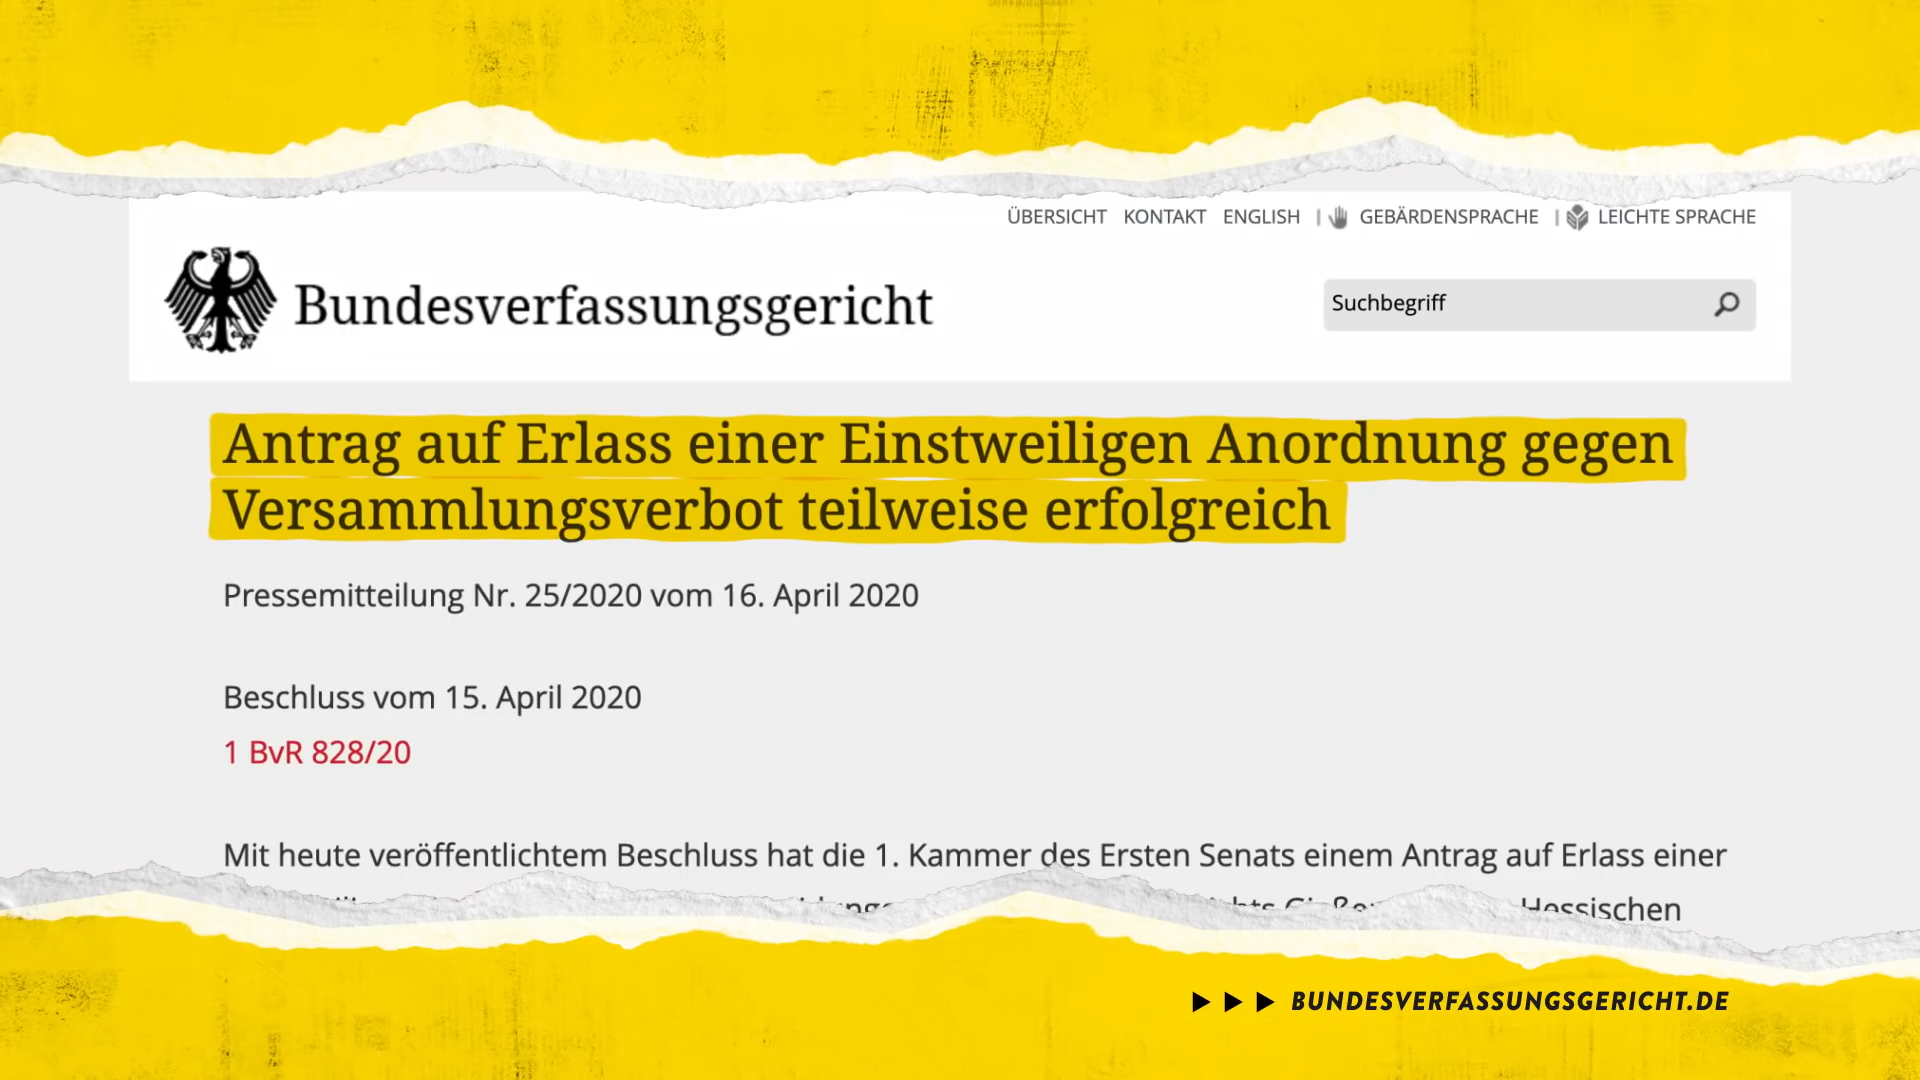 ÜBERSICHT KONTAKT ENGLISH | GEBÄRDENSPRACHE | LEICHTE SPRACHE
Bundesverfassungsgericht
Suchbegriff
Antrag auf Erlass einer Einstweiligen Anordnung gegen
Versammlungsverbot teilweise erfolgreich
Pressemitteilung Nr. 25/2020 vom 16. April 2020
Beschluss vom 15. April 2020
1 BvR 828/20
Mit heute veröffentlichtem Beschluss hat die 1. Kammer des Ersten Senats einem Antrag auf Erlass einer
Hessischen
▶ ▶ ▶ BUNDESVERFASSUNGSGERICHT.DE